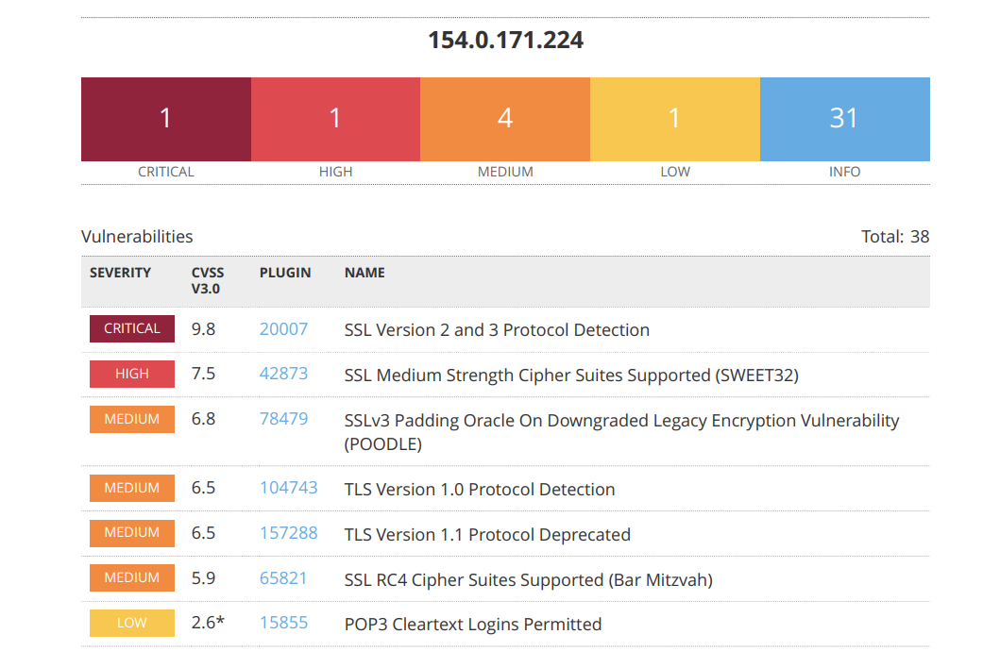 154.0.171.224
1 1 4 1 31
CRITICAL HIGH MEDIUM LOW INFO
Vulnerabilities Total: 38
SEVERITY CVSS V3.0 PLUGIN NAME
CRITICAL 9.8 20007 SSL Version 2 and 3 Protocol Detection
HIGH 7.5 42873 SSL Medium Strength Cipher Suites Supported (SWEET32)
MEDIUM 6.8 78479 SSLv3 Padding Oracle On Downgraded Legacy Encryption Vulnerability
(POODLE)
MEDIUM 6.5 104743 TLS Version 1.0 Protocol Detection
MEDIUM 6.5 157288 TLS Version 1.1 Protocol Deprecated
MEDIUM 5.9 65821 SSL RC4 Cipher Suites Supported (Bar Mitzvah)
LOW 2.6* 15855 POP3 Cleartext Logins Permitted